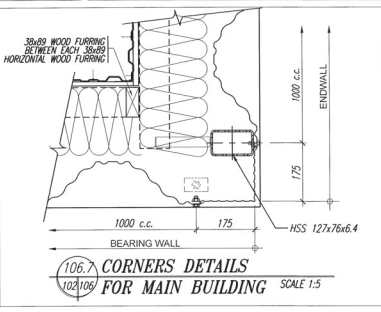 38x89 WOOD FURRING
BETWEEN EACH 38x89
HORIZONTAL WOOD FURRING
1000 c.c.
ENDWALL
175
HSS 127x76x6.4
1000 c.c.
175
BEARING WALL
106.7
102 106
CORNERS DETAILS
FOR MAIN BUILDING
SCALE 1:5